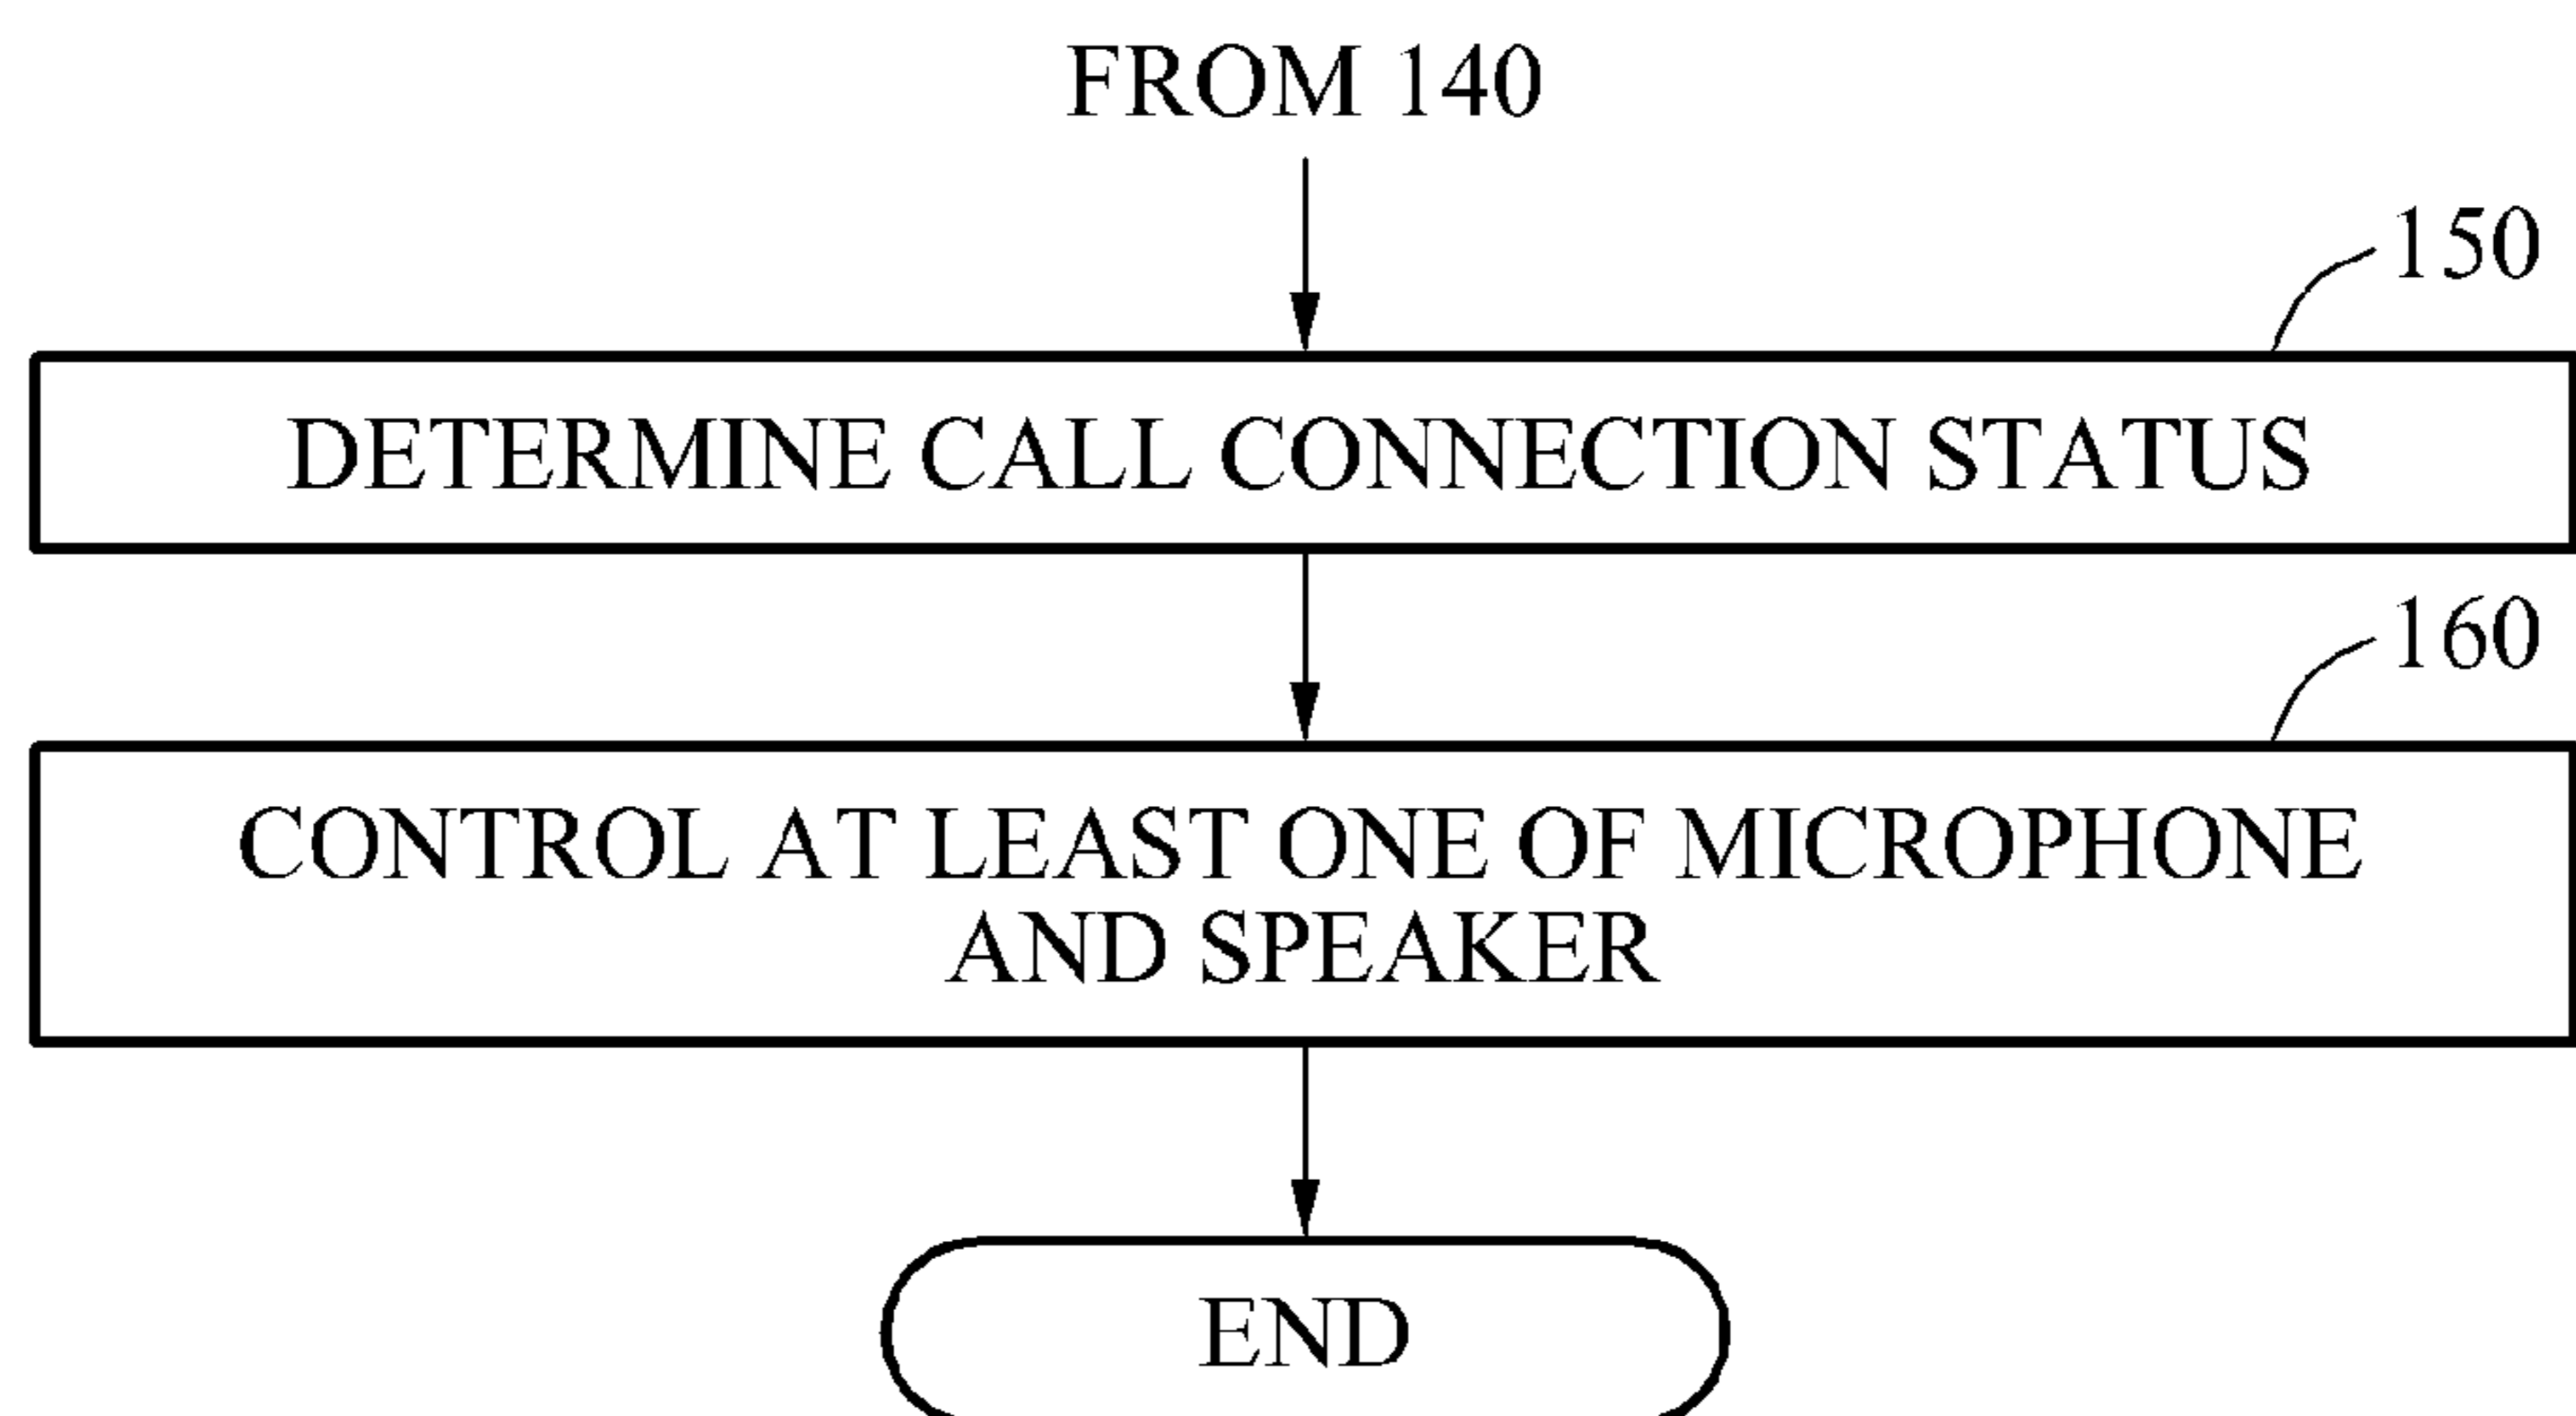 FROM 140
150
DETERMINE CALL CONNECTION STATUS
160
CONTROL AT LEAST ONE OF MICROPHONE
AND SPEAKER
END